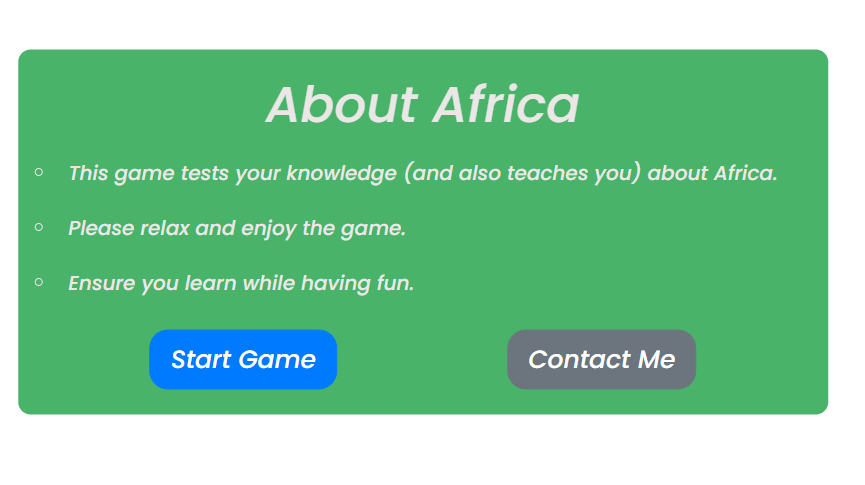 About Africa
This game tests your knowledge (and also teaches you) about Africa.
Please relax and enjoy the game.
Ensure you learn while having fun.
Start Game
Contact Me